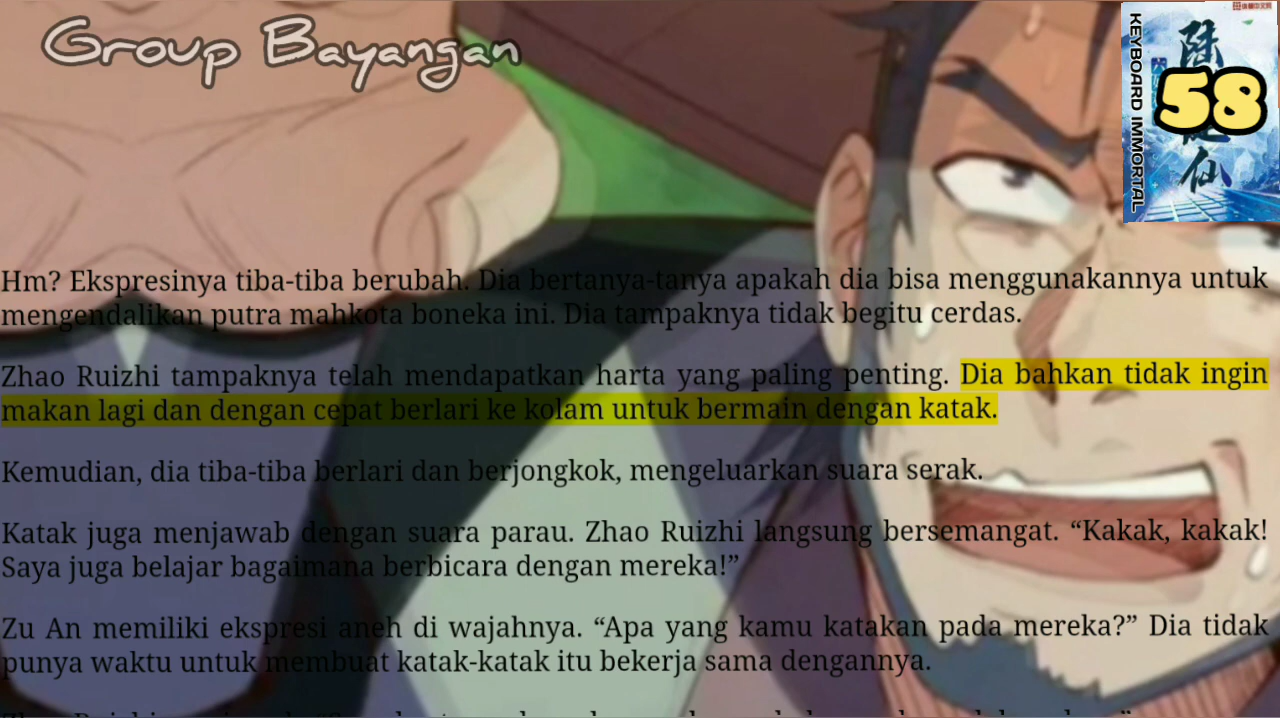 Group Bayangan
KEYBOARD IMMORTAL
58
仙
Hm? Ekspresinya tiba-tiba berubah. Dia bertanya-tanya apakah dia bisa menggunakannya untuk
mengendalikan putra mahkota boneka ini. Dia tampaknya tidak begitu cerdas.
Zhao Ruizhi tampaknya telah mendapatkan harta yang paling penting. Dia bahkan tidak ingin
makan lagi dan dengan cepat berlari ke kolam untuk bermain dengan katak.
Kemudian, dia tiba-tiba berlari dan berjongkok, mengeluarkan suara serak.
Katak juga menjawab dengan suara parau. Zhao Ruizhi langsung bersemangat. “Kakak, kakak!
Saya juga belajar bagaimana berbicara dengan mereka!”
Zu An memiliki ekspresi aneh di wajahnya. “Apa yang kamu katakan pada mereka?” Dia tidak
punya waktu untuk membuat katak-katak itu bekerja sama dengannya.